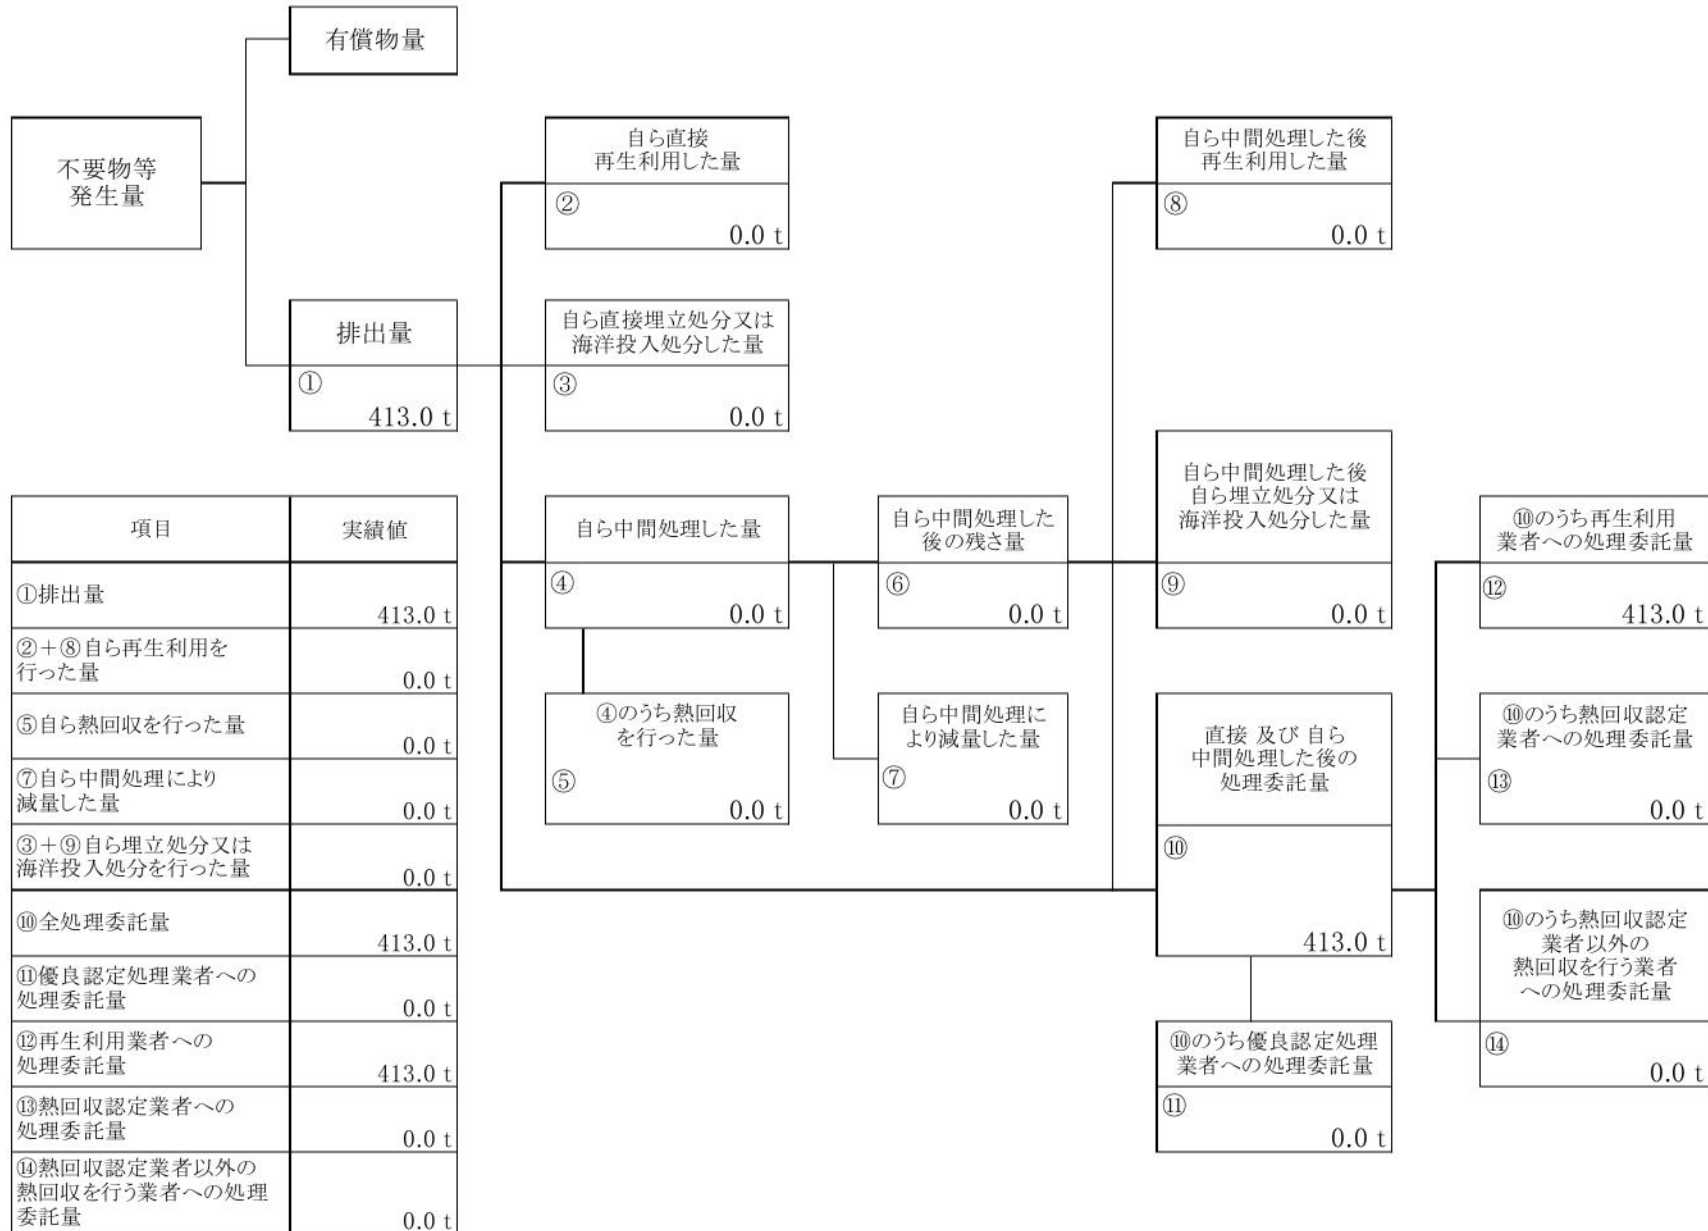 有償物量
不要物等
発生量
自ら直接
再生利用した量
②
0.0 t
自ら中間処理した後
再生利用した量
⑧
0.0 t
排出量
①
413.0 t
自ら直接埋立処分又は
海洋投入処分した量
③
0.0 t
自ら中間処理した量
④
0.0 t
自ら中間処理した
後の残さ量
⑥
0.0 t
自ら中間処理した後
自ら埋立処分又は
海洋投入処分した量
⑨
0.0 t
⑩のうち再生利用
業者への処理委託量
⑫
413.0 t
④のうち熱回収
を行った量
⑤
0.0 t
自ら中間処理に
より減量した量
⑦
0.0 t
直接 及び 自ら
中間処理した後の
処理委託量
⑩
413.0 t
⑩のうち熱回収認定
業者への処理委託量
⑬
0.0 t
⑩のうち熱回収認定
業者以外の
熱回収を行う業者
への処理委託量
⑭
0.0 t
⑩のうち優良認定処理
業者への処理委託量
⑪
0.0 t
項目 実績値
①排出量
413.0 t
②+⑧自ら再生利用を
行った量
0.0 t
⑤自ら熱回収を行った量
0.0 t
⑦自ら中間処理により
減量した量
0.0 t
③+⑨自ら埋立処分又は
海洋投入処分を行った量
0.0 t
⑩全処理委託量
413.0 t
⑪優良認定処理業者への
処理委託量
0.0 t
⑫再生利用業者への
処理委託量
413.0 t
⑬熱回収認定業者への
処理委託量
0.0 t
⑭熱回収認定業者以外の
熱回収を行う業者への処理
委託量
0.0 t